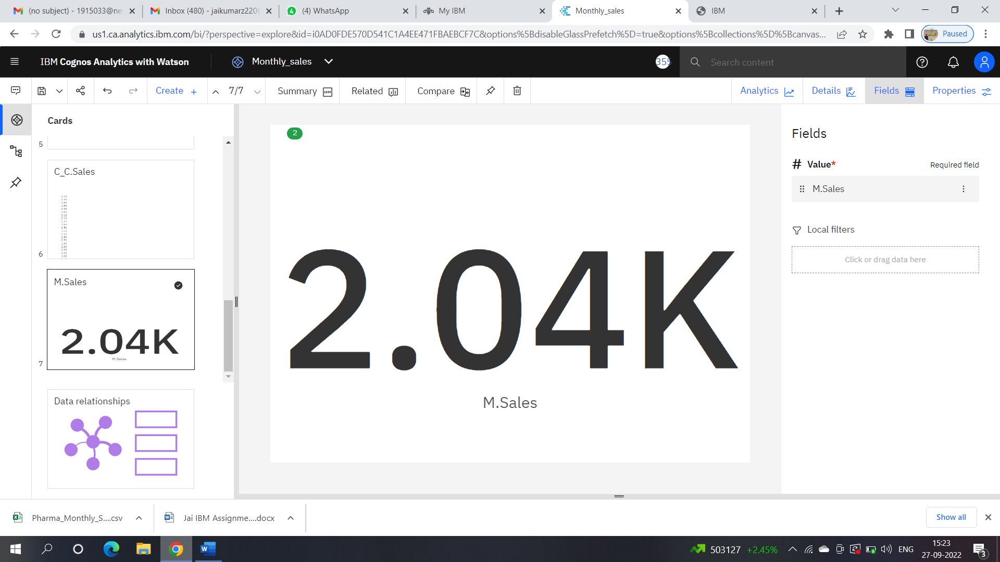 (no subject) - 1915033@ne
Inbox (480) - jaikumarz2206
(4) WhatsApp
My IBM
Monthly_sales
IBM
us1.ca.analytics.ibm.com/bi/?perspective=explore&id=i0AD0FDE570D541C1A4EE471FBAEBCF7C&options%5BdisableGlassPrefetch%5D=true&options%5Bcollections%5D%5Bcanvas...
Paused
IBM Cognos Analytics with Watson
Monthly_sales
355
Search content
Create
7/7
Summary
Related
Compare
Analytics
Details
Fields
Properties
Cards
5
C_C.Sales
6
M.Sales
2.04K
M.Sales
7
Data relationships
2
2.04K
M.Sales
Fields
Value*
Required field
M.Sales
Local filters
Click or drag data here
Pharma_Monthly_S....csv
Jai IBM Assignme....docx
Show all
503127
+2.45%
ENG
15:23
27-09-2022
3